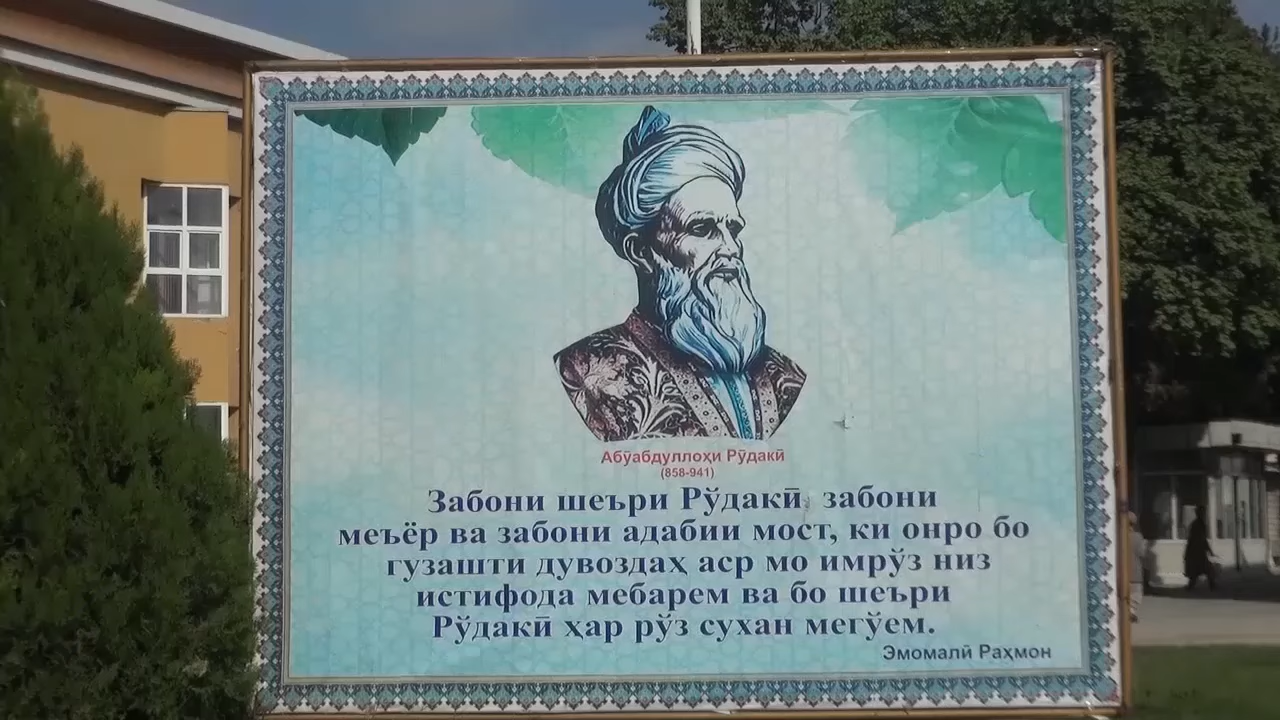 Абӯабдуллоҳи Рӯдакӣ
(858-941)
Забони шеъри Рӯдакӣ забони
меъёр ва забони адабии мост, ки онро бо
гузашти дувоздаҳ аср мо имрӯз низ
истифода мебарем ва бо шеъри
Рӯдакӣ ҳар рӯз сухан мегӯем.
Эмомалӣ Раҳмон